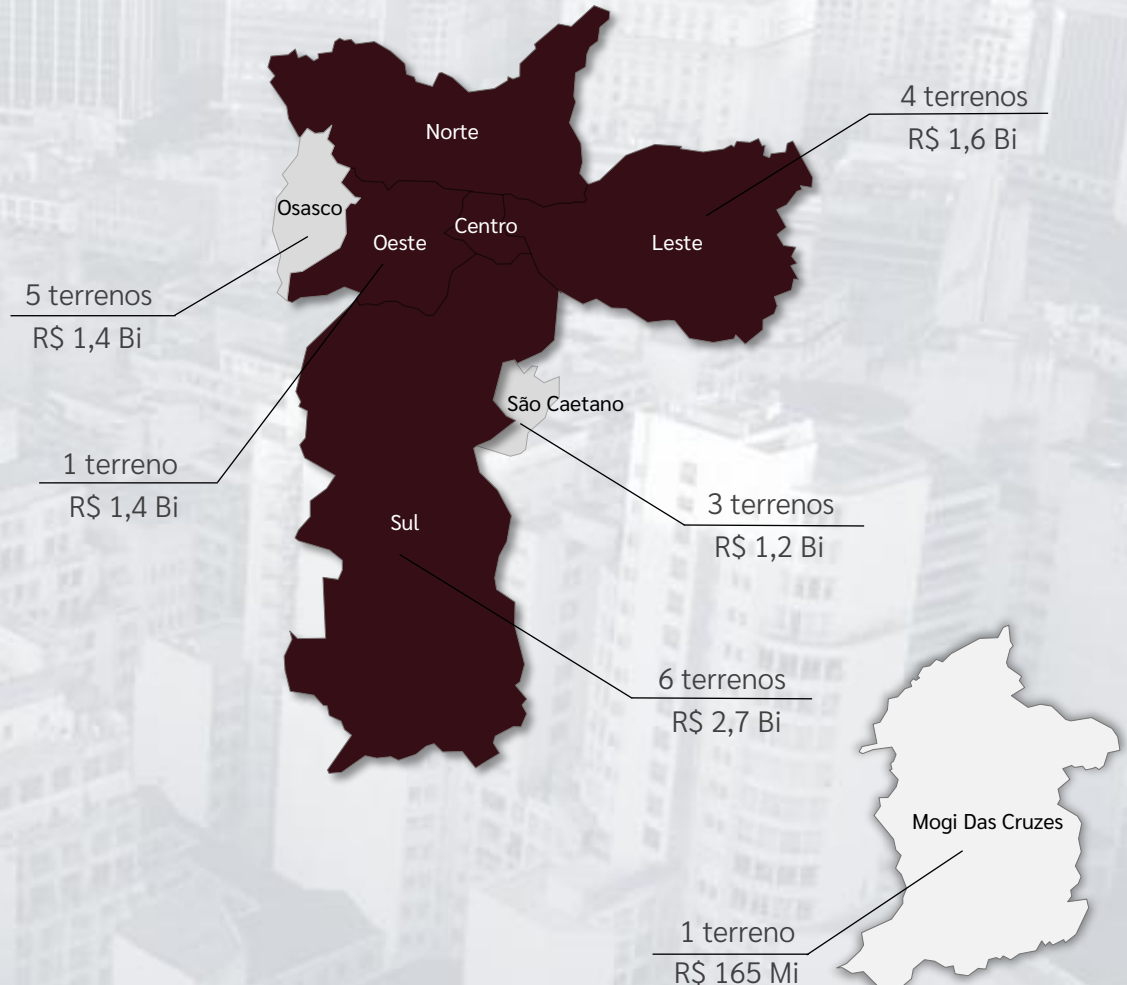 4 terrenos
R$ 1,6 Bi
Norte
Osasco
Centro
Oeste
Leste
5 terrenos
R$ 1,4 Bi
São Caetano
1 terreno
R$ 1,4 Bi
3 terrenos
R$ 1,2 Bi
Sul
6 terrenos
R$ 2,7 Bi
Mogi Das Cruzes
1 terreno
R$ 165 Mi